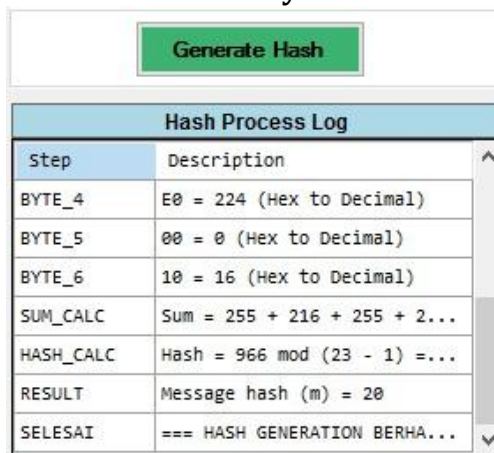 Generate Hash
Hash Process Log
Step Description
BYTE_4 E0 = 224 (Hex to Decimal)
BYTE_5 00 = 0 (Hex to Decimal)
BYTE_6 10 = 16 (Hex to Decimal)
SUM_CALC Sum = 255 + 216 + 255 + 2...
HASH_CALC Hash = 966 mod (23 - 1) =...
RESULT Message hash (m) = 20
SELESAI === HASH GENERATION BERHA...